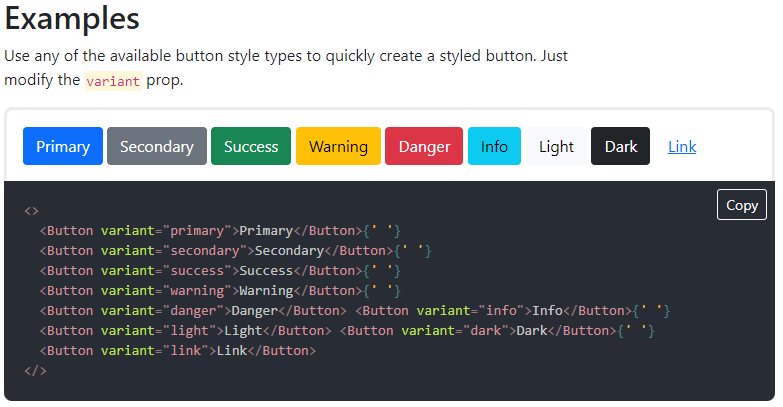 Examples
Use any of the available button style types to quickly create a styled button. Just
modify the variant prop.
Primary Secondary Success Warning Danger Info Light Dark Link
Copy
<>
  <Button variant="primary">Primary</Button>{' '}
  <Button variant="secondary">Secondary</Button>{' '}
  <Button variant="success">Success</Button>{' '}
  <Button variant="warning">Warning</Button>{' '}
  <Button variant="danger">Danger</Button> <Button variant="info">Info</Button>{' '}
  <Button variant="light">Light</Button> <Button variant="dark">Dark</Button>{' '}
  <Button variant="link">Link</Button>
</>